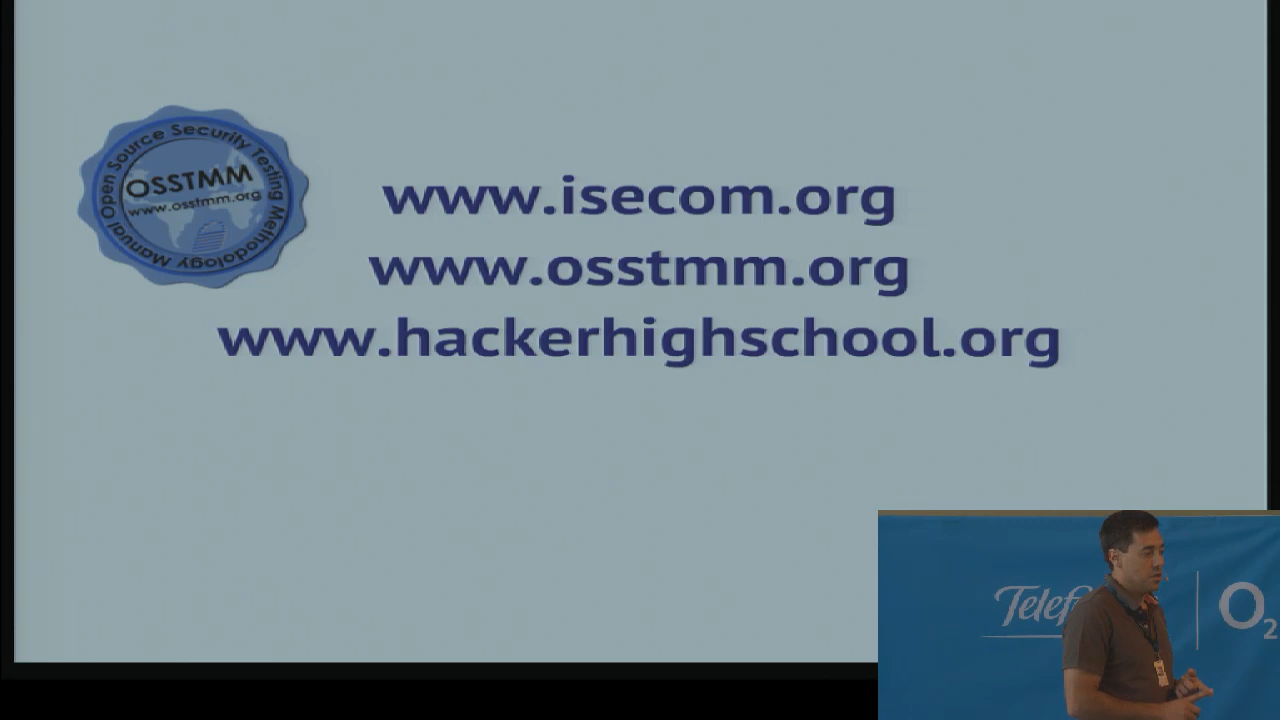 Open Source Security Testing Methodology Manual
OSSTMM
www.osstmm.org
www.isecom.org
www.osstmm.org
www.hackerhighschool.org
Telef
O2